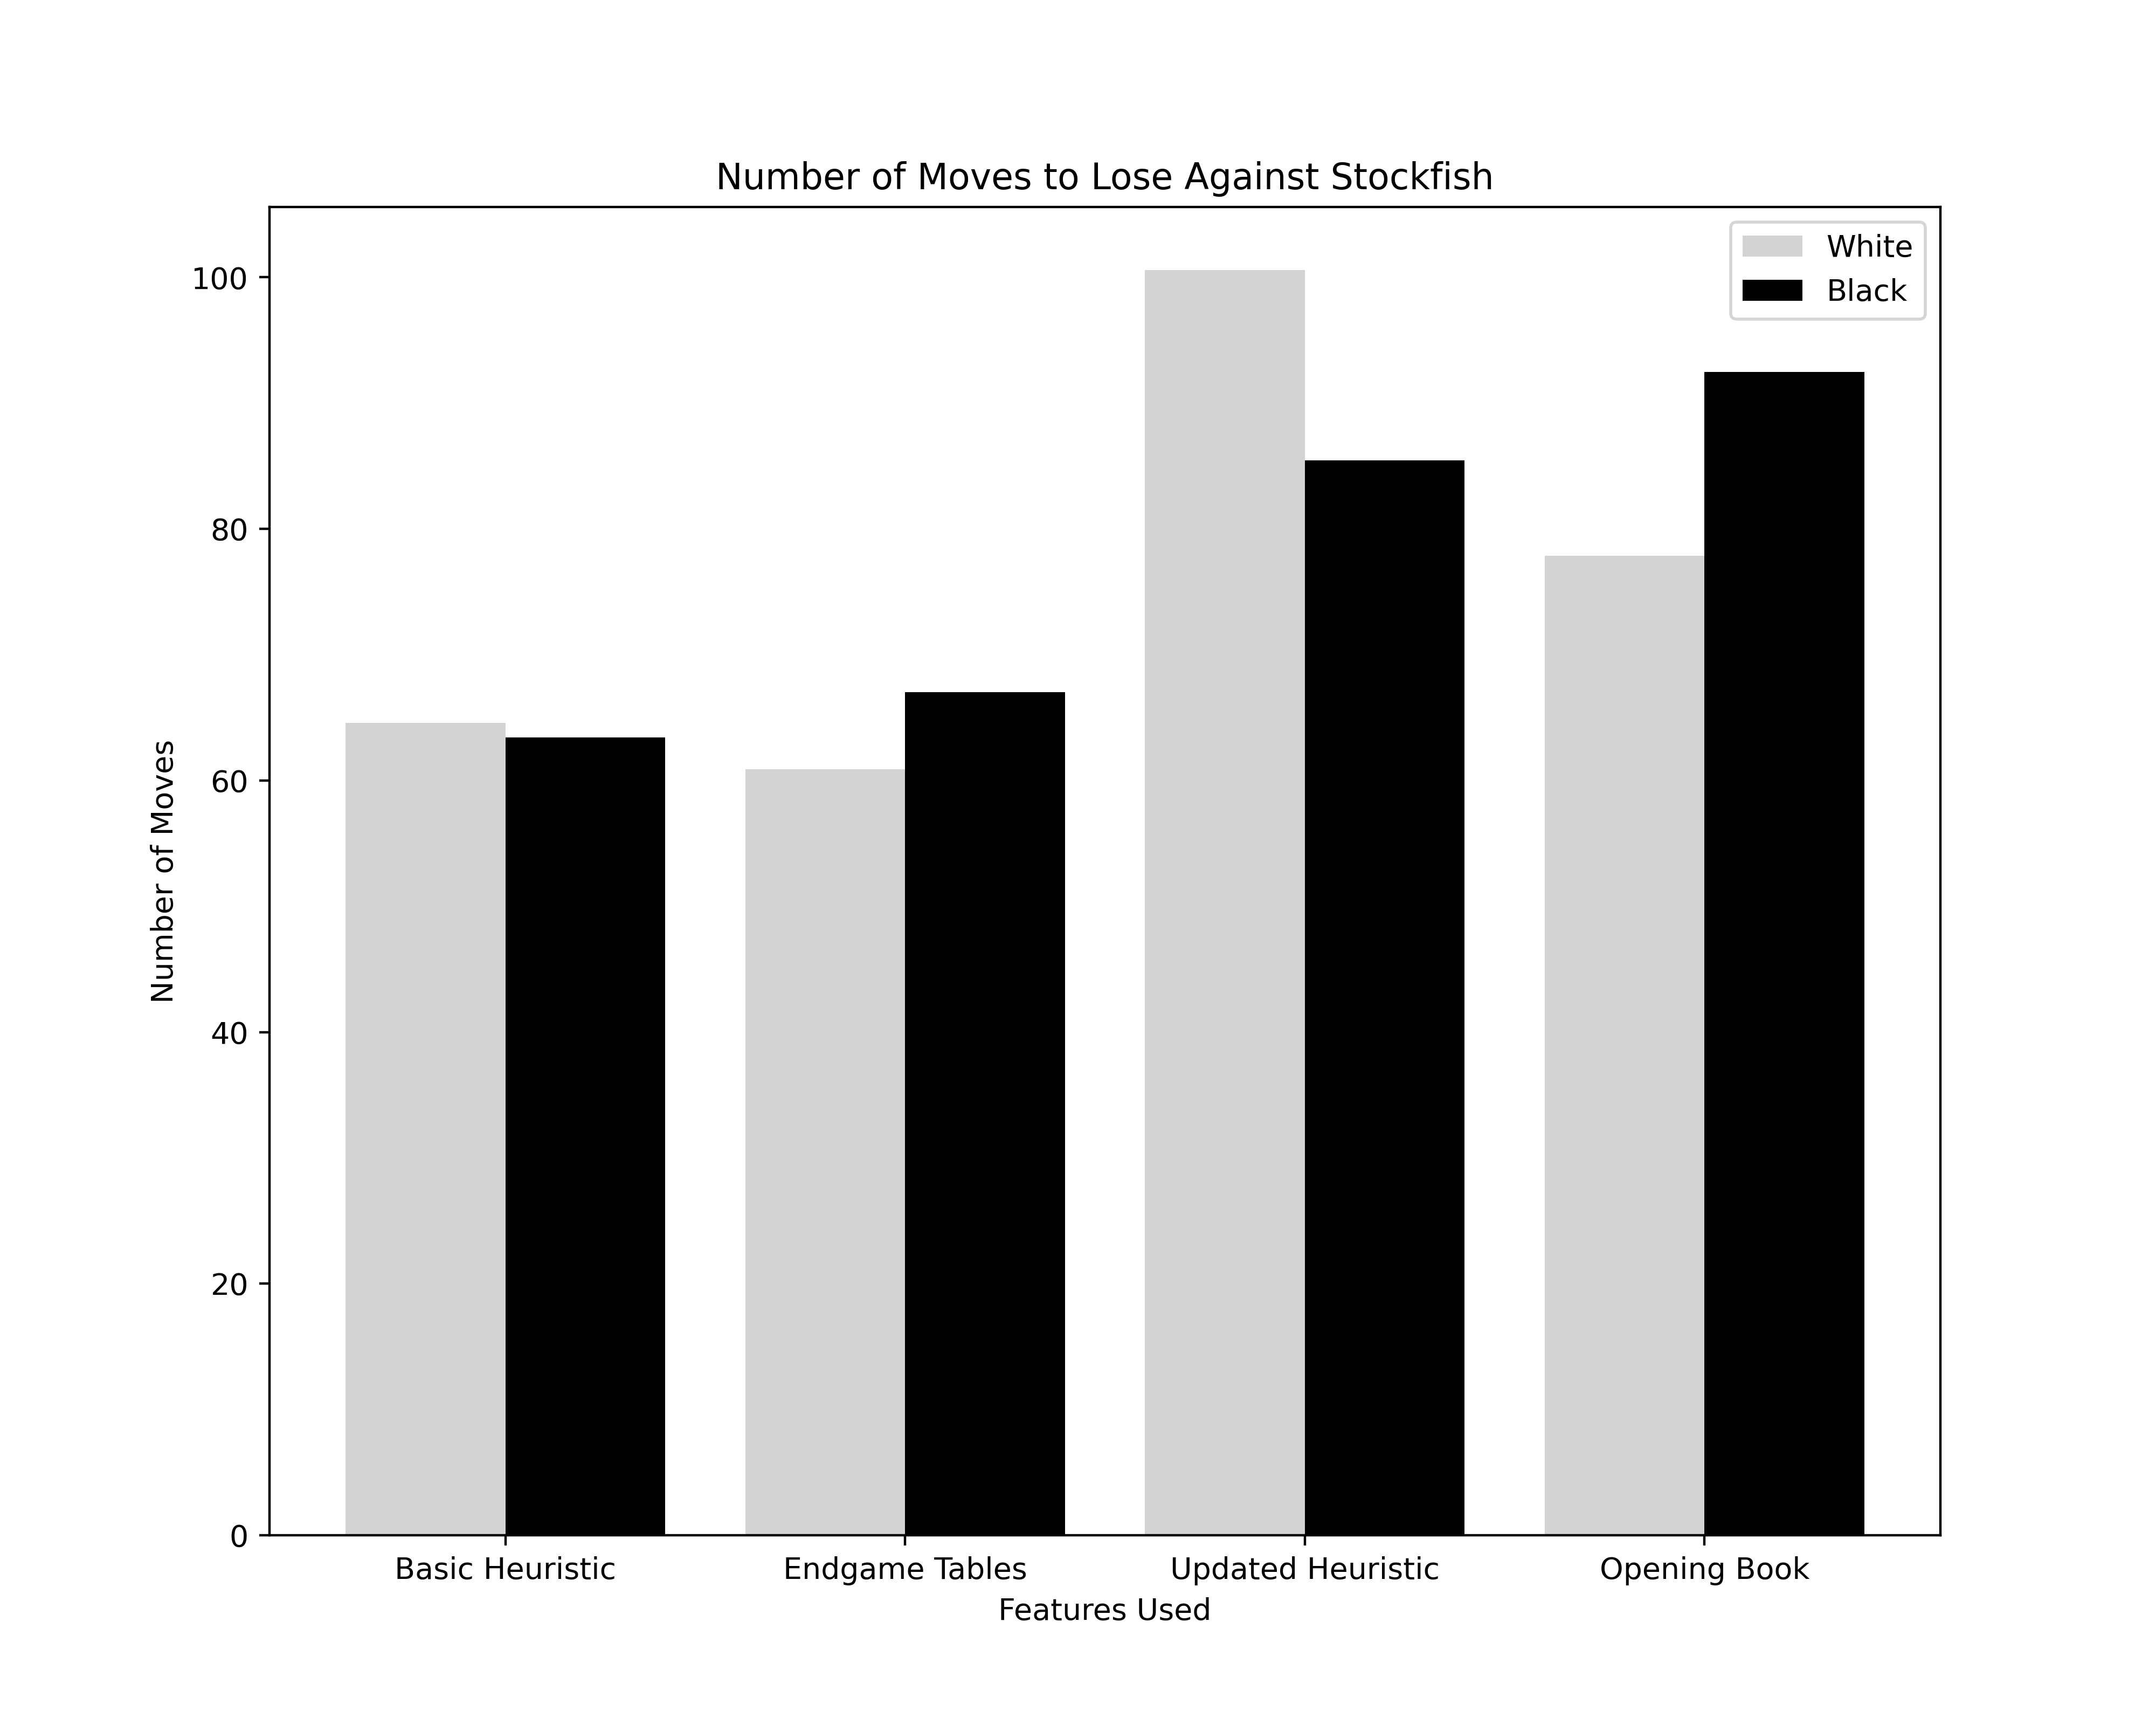 Number of Moves to Lose Against Stockfish
White
Black
100
80
60
40
20
0
Number of Moves
Basic Heuristic
Endgame Tables
Updated Heuristic
Opening Book
Features Used